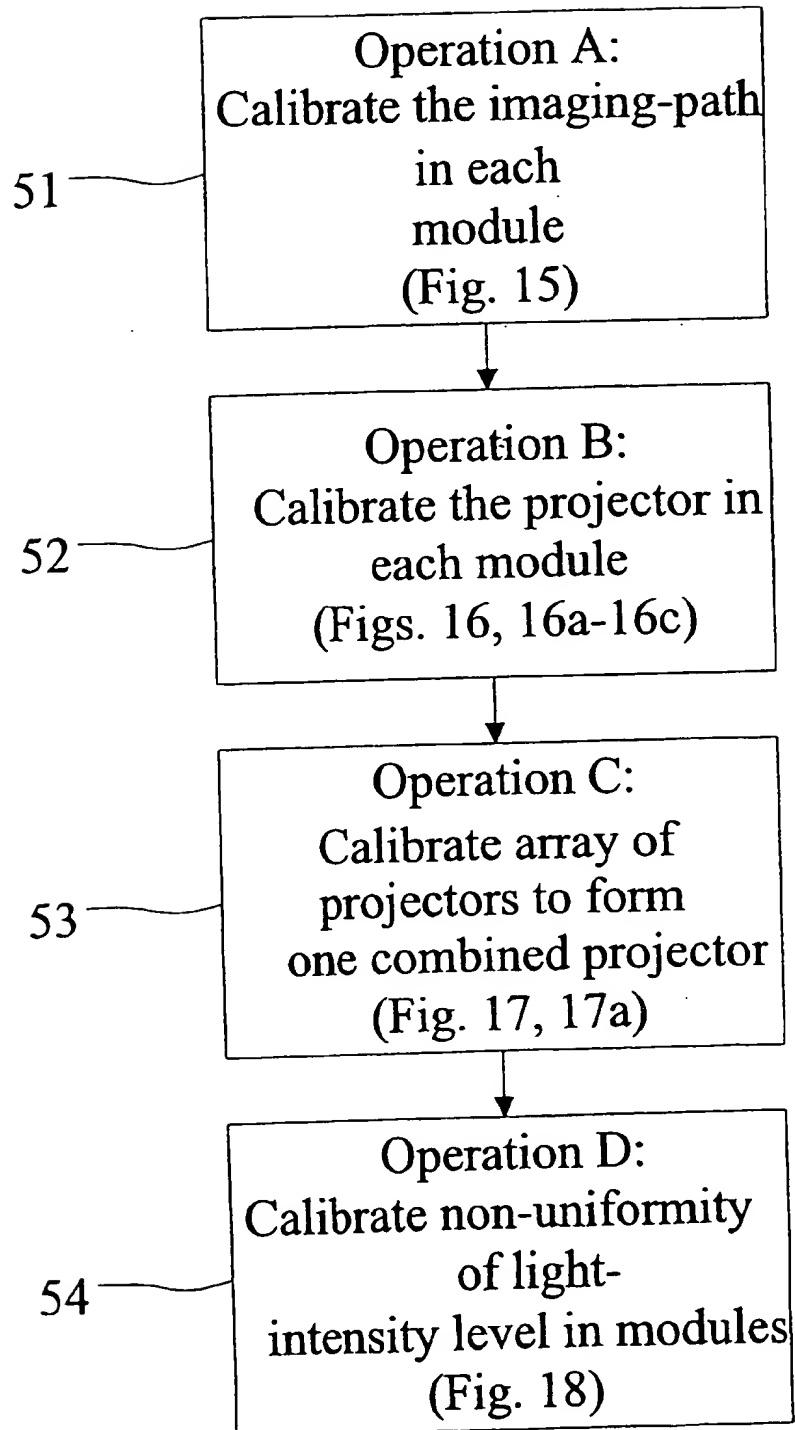 Operation A:
Calibrate the imaging-path
in each
module
(Fig. 15)
51
Operation B:
Calibrate the projector in
each module
(Figs. 16, 16a-16c)
52
Operation C:
Calibrate array of
projectors to form
one combined projector
(Fig. 17, 17a)
53
Operation D:
Calibrate non-uniformity
of light-
intensity level in modules
(Fig. 18)
54